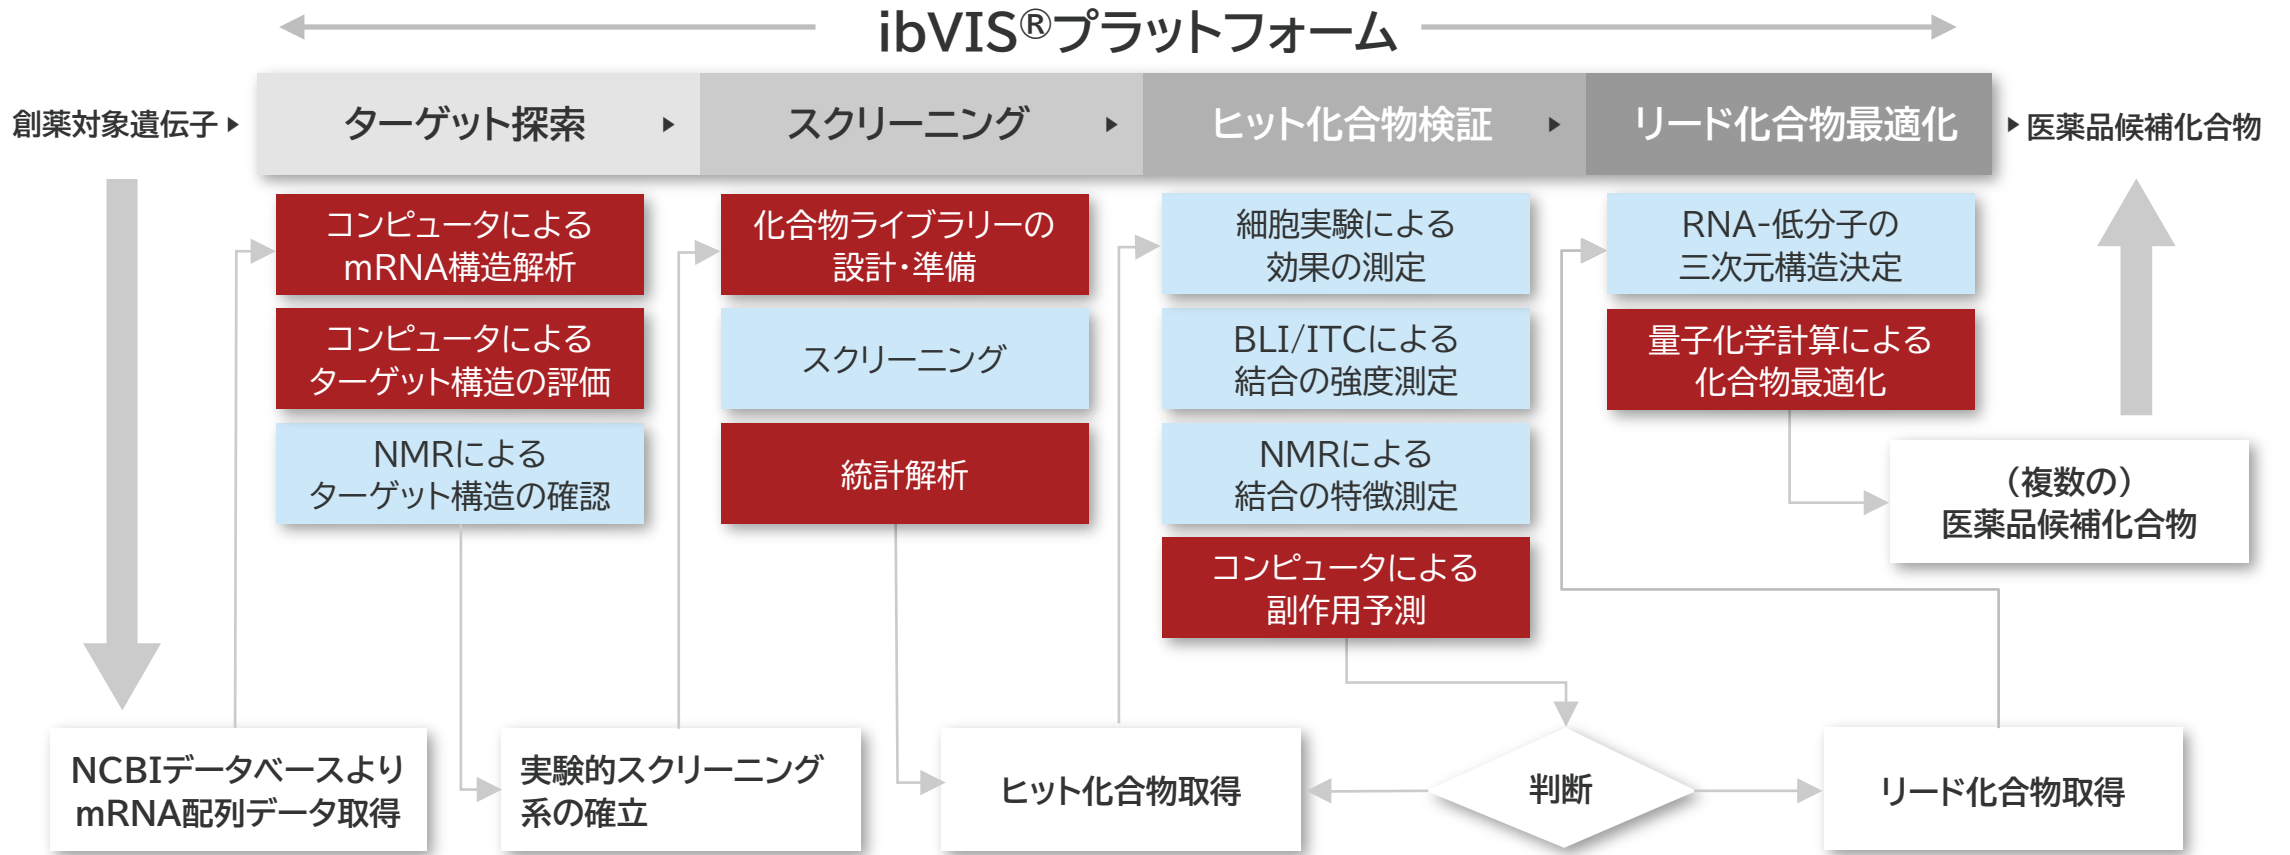 ibVIS®プラットフォーム
創薬対象遺伝子
ターゲット探索
スクリーニング
ヒット化合物検証
リード化合物最適化
医薬品候補化合物
コンピュータによる
mRNA構造解析
コンピュータによる
ターゲット構造の評価
NMRによる
ターゲット構造の確認
化合物ライブラリーの
設計・準備
スクリーニング
統計解析
細胞実験による
効果の測定
BLI/ITCによる
結合の強度測定
NMRによる
結合の特徴測定
コンピュータによる
副作用予測
RNA-低分子の
三次元構造決定
量子化学計算による
化合物最適化
（複数の）
医薬品候補化合物
NCBIデータベースより
mRNA配列データ取得
実験的スクリーニング
系の確立
ヒット化合物取得
判断
リード化合物取得